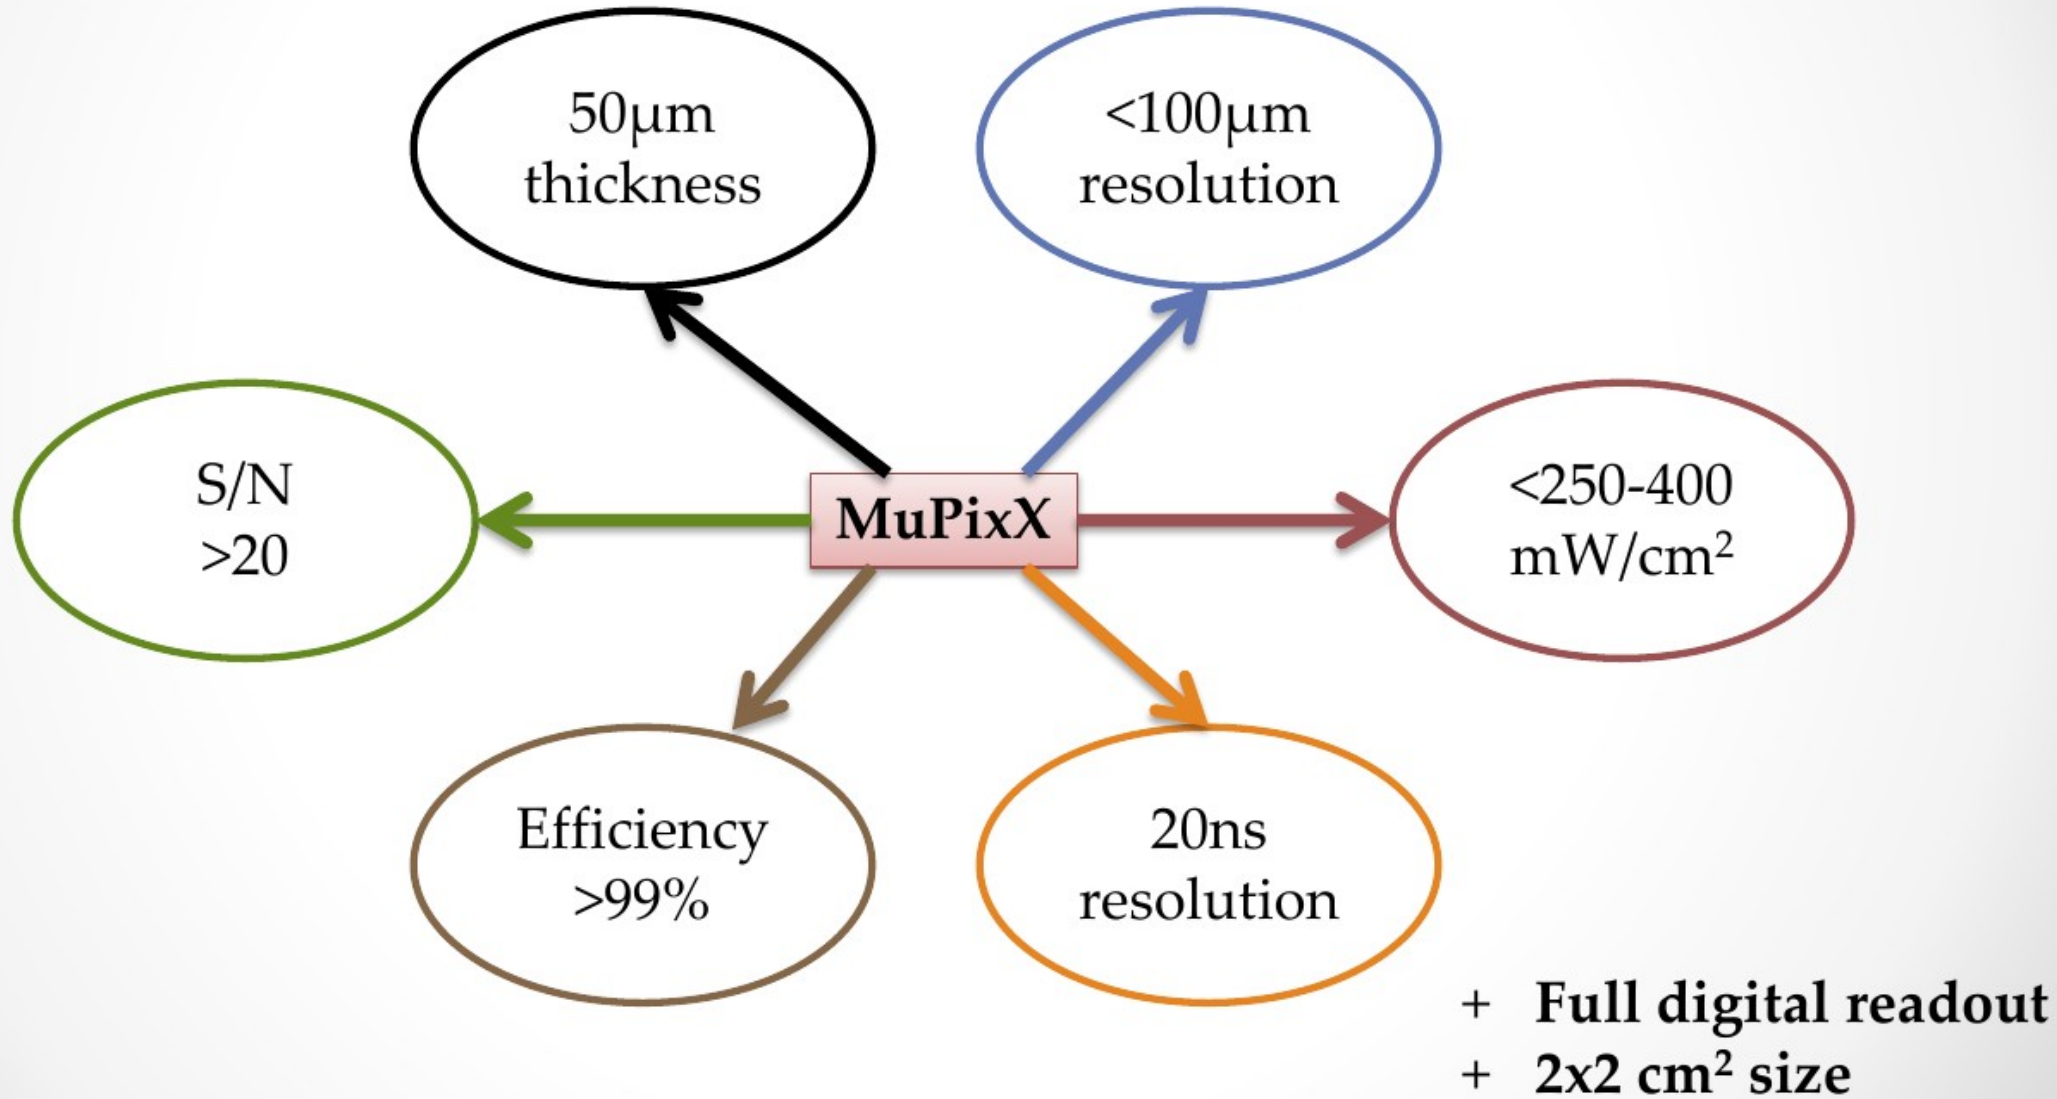 50μm
thickness
<100μm
resolution
S/N
>20
MuPixX
<250-400
mW/cm²
Efficiency
>99%
20ns
resolution
+ Full digital readout
+ 2x2 cm² size